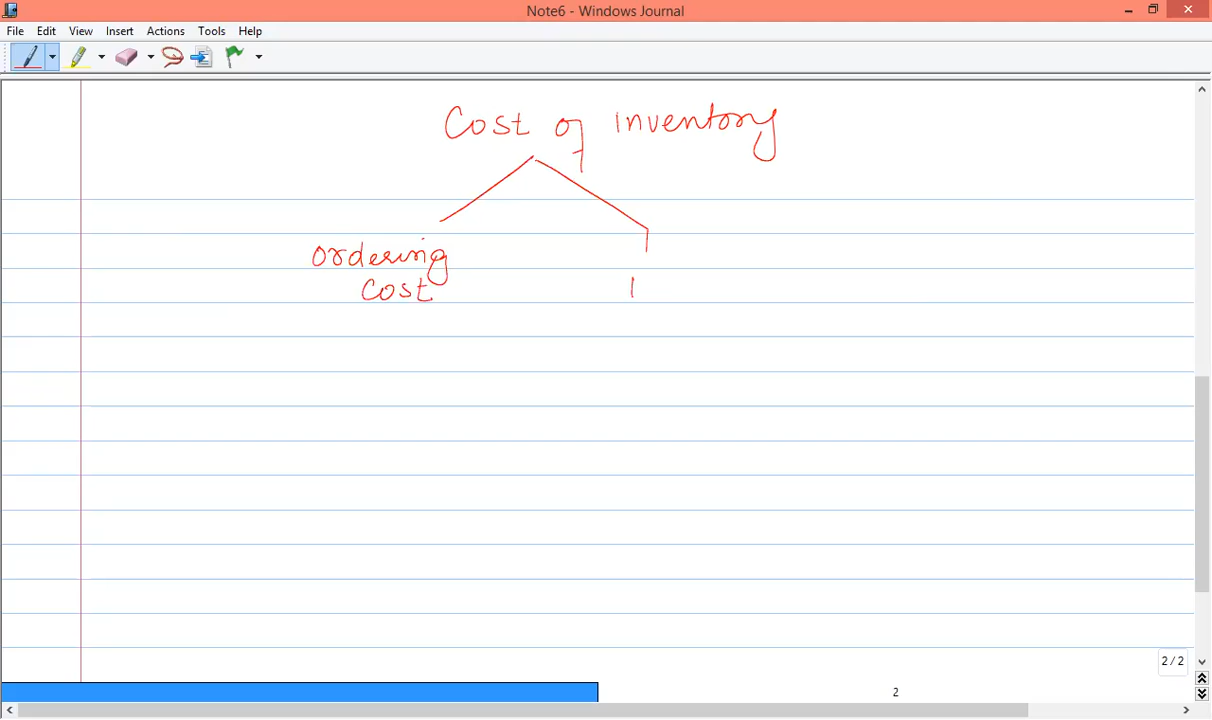 Note6 - Windows Journal
File Edit View Insert Actions Tools Help
Cost of inventory
ordering
cost
2 / 2
2